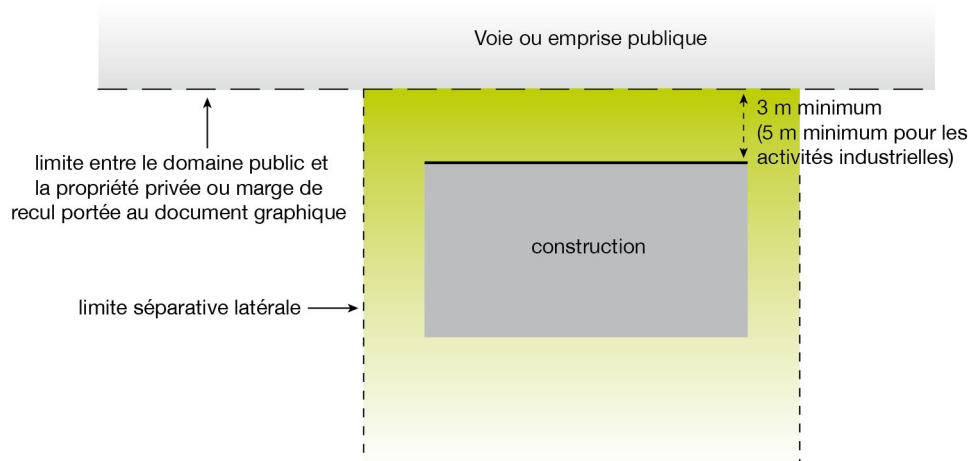 Voie ou emprise publique
3 m minimum
(5 m minimum pour les
activités industrielles)
limite entre le domaine public et
la propriété privée ou marge de
recul portée au document graphique
construction
limite séparative latérale